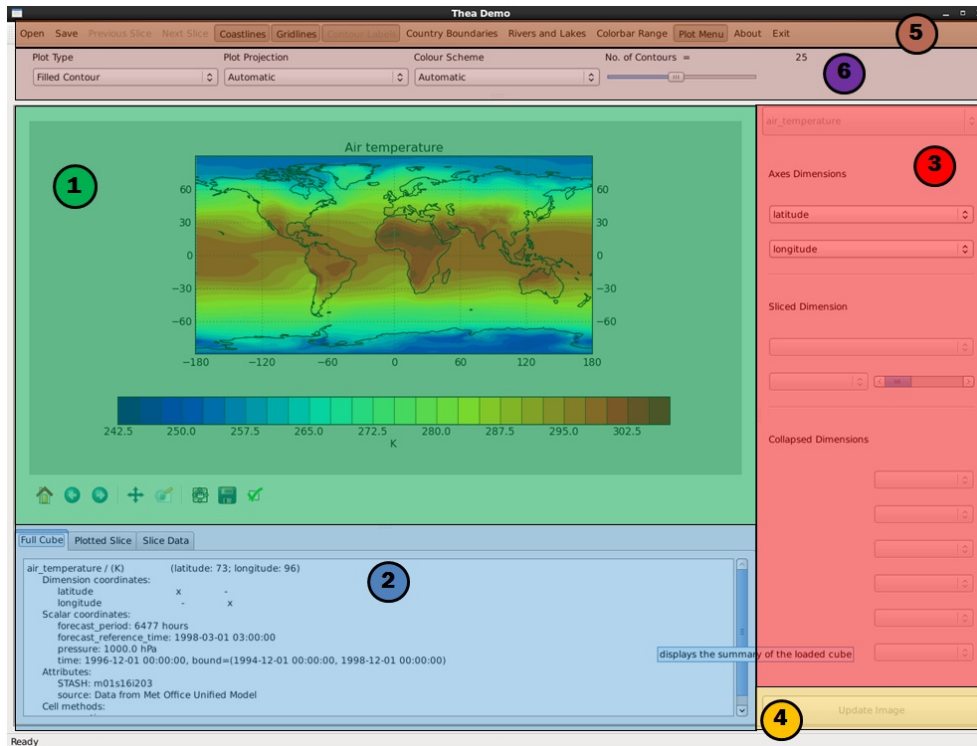 Thea Demo
Open Save Previous Slice Next Slice Coastlines Gridlines Contour Labels Country Boundaries Rivers and Lakes Colorbar Range Plot Menu About Exit
5
Plot Type Plot Projection Colour Scheme No. of Contours = 25
Filled Contour Automatic Automatic
6
air_temperature
1
3
Air temperature
Axes Dimensions
latitude
longitude
60 60
30 30
0 0
−30 −30
−60 −60
−180 −120 −60 0 60 120 180
Sliced Dimension
242.5 250.0 257.5 265.0 272.5 280.0 287.5 295.0 302.5
K
Collapsed Dimensions
Full Cube Plotted Slice Slice Data
2
air_temperature / (K) (latitude: 73; longitude: 96)
Dimension coordinates:
latitude x -
longitude - x
Scalar coordinates:
forecast_period: 6477 hours
forecast_reference_time: 1998-03-01 03:00:00
pressure: 1000.0 hPa
time: 1996-12-01 00:00:00, bound=(1994-12-01 00:00:00, 1998-12-01 00:00:00)
Attributes:
STASH: m01s16i203
source: Data from Met Office Unified Model
Cell methods:
displays the summary of the loaded cube
4
Update Image
Ready